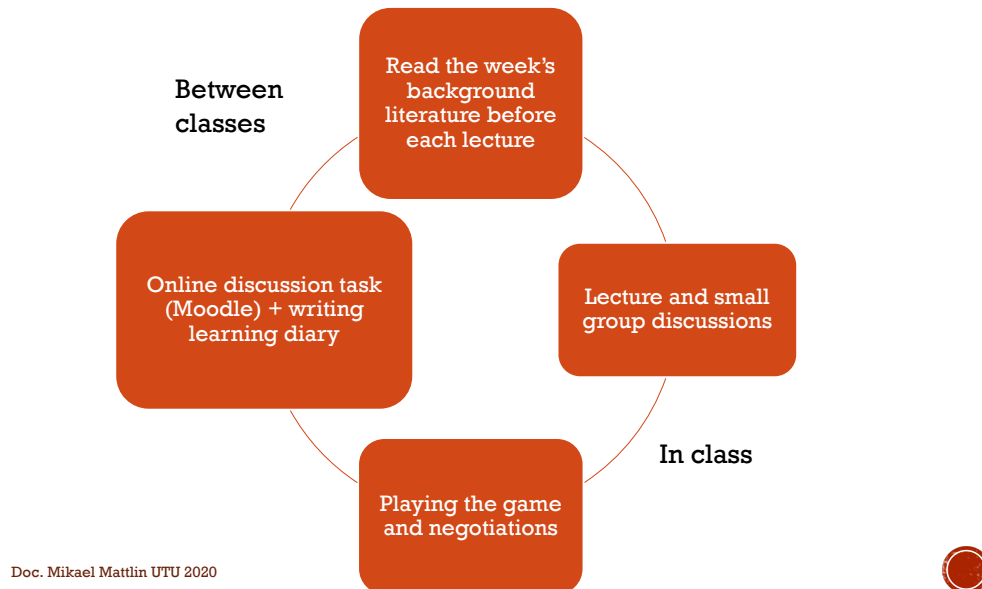 Between
classes
Read the week's
background
literature before
each lecture
Online discussion task
(Moodle) + writing
learning diary
Lecture and small
group discussions
In class
Playing the game
and negotiations
Doc. Mikael Mattlin UTU 2020